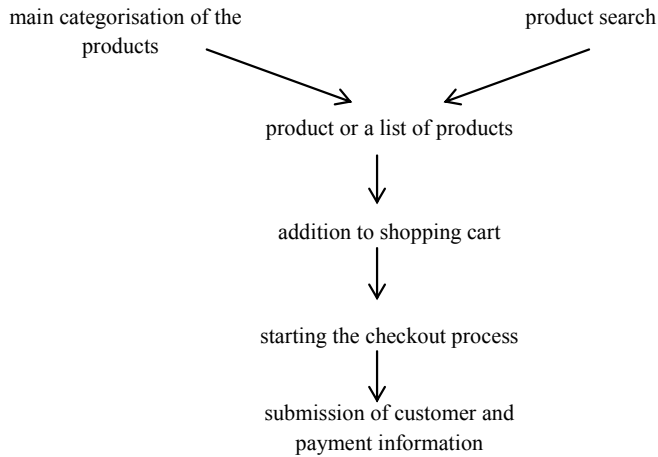 main categorisation of the
products
product search
product or a list of products
addition to shopping cart
starting the checkout process
submission of customer and
payment information